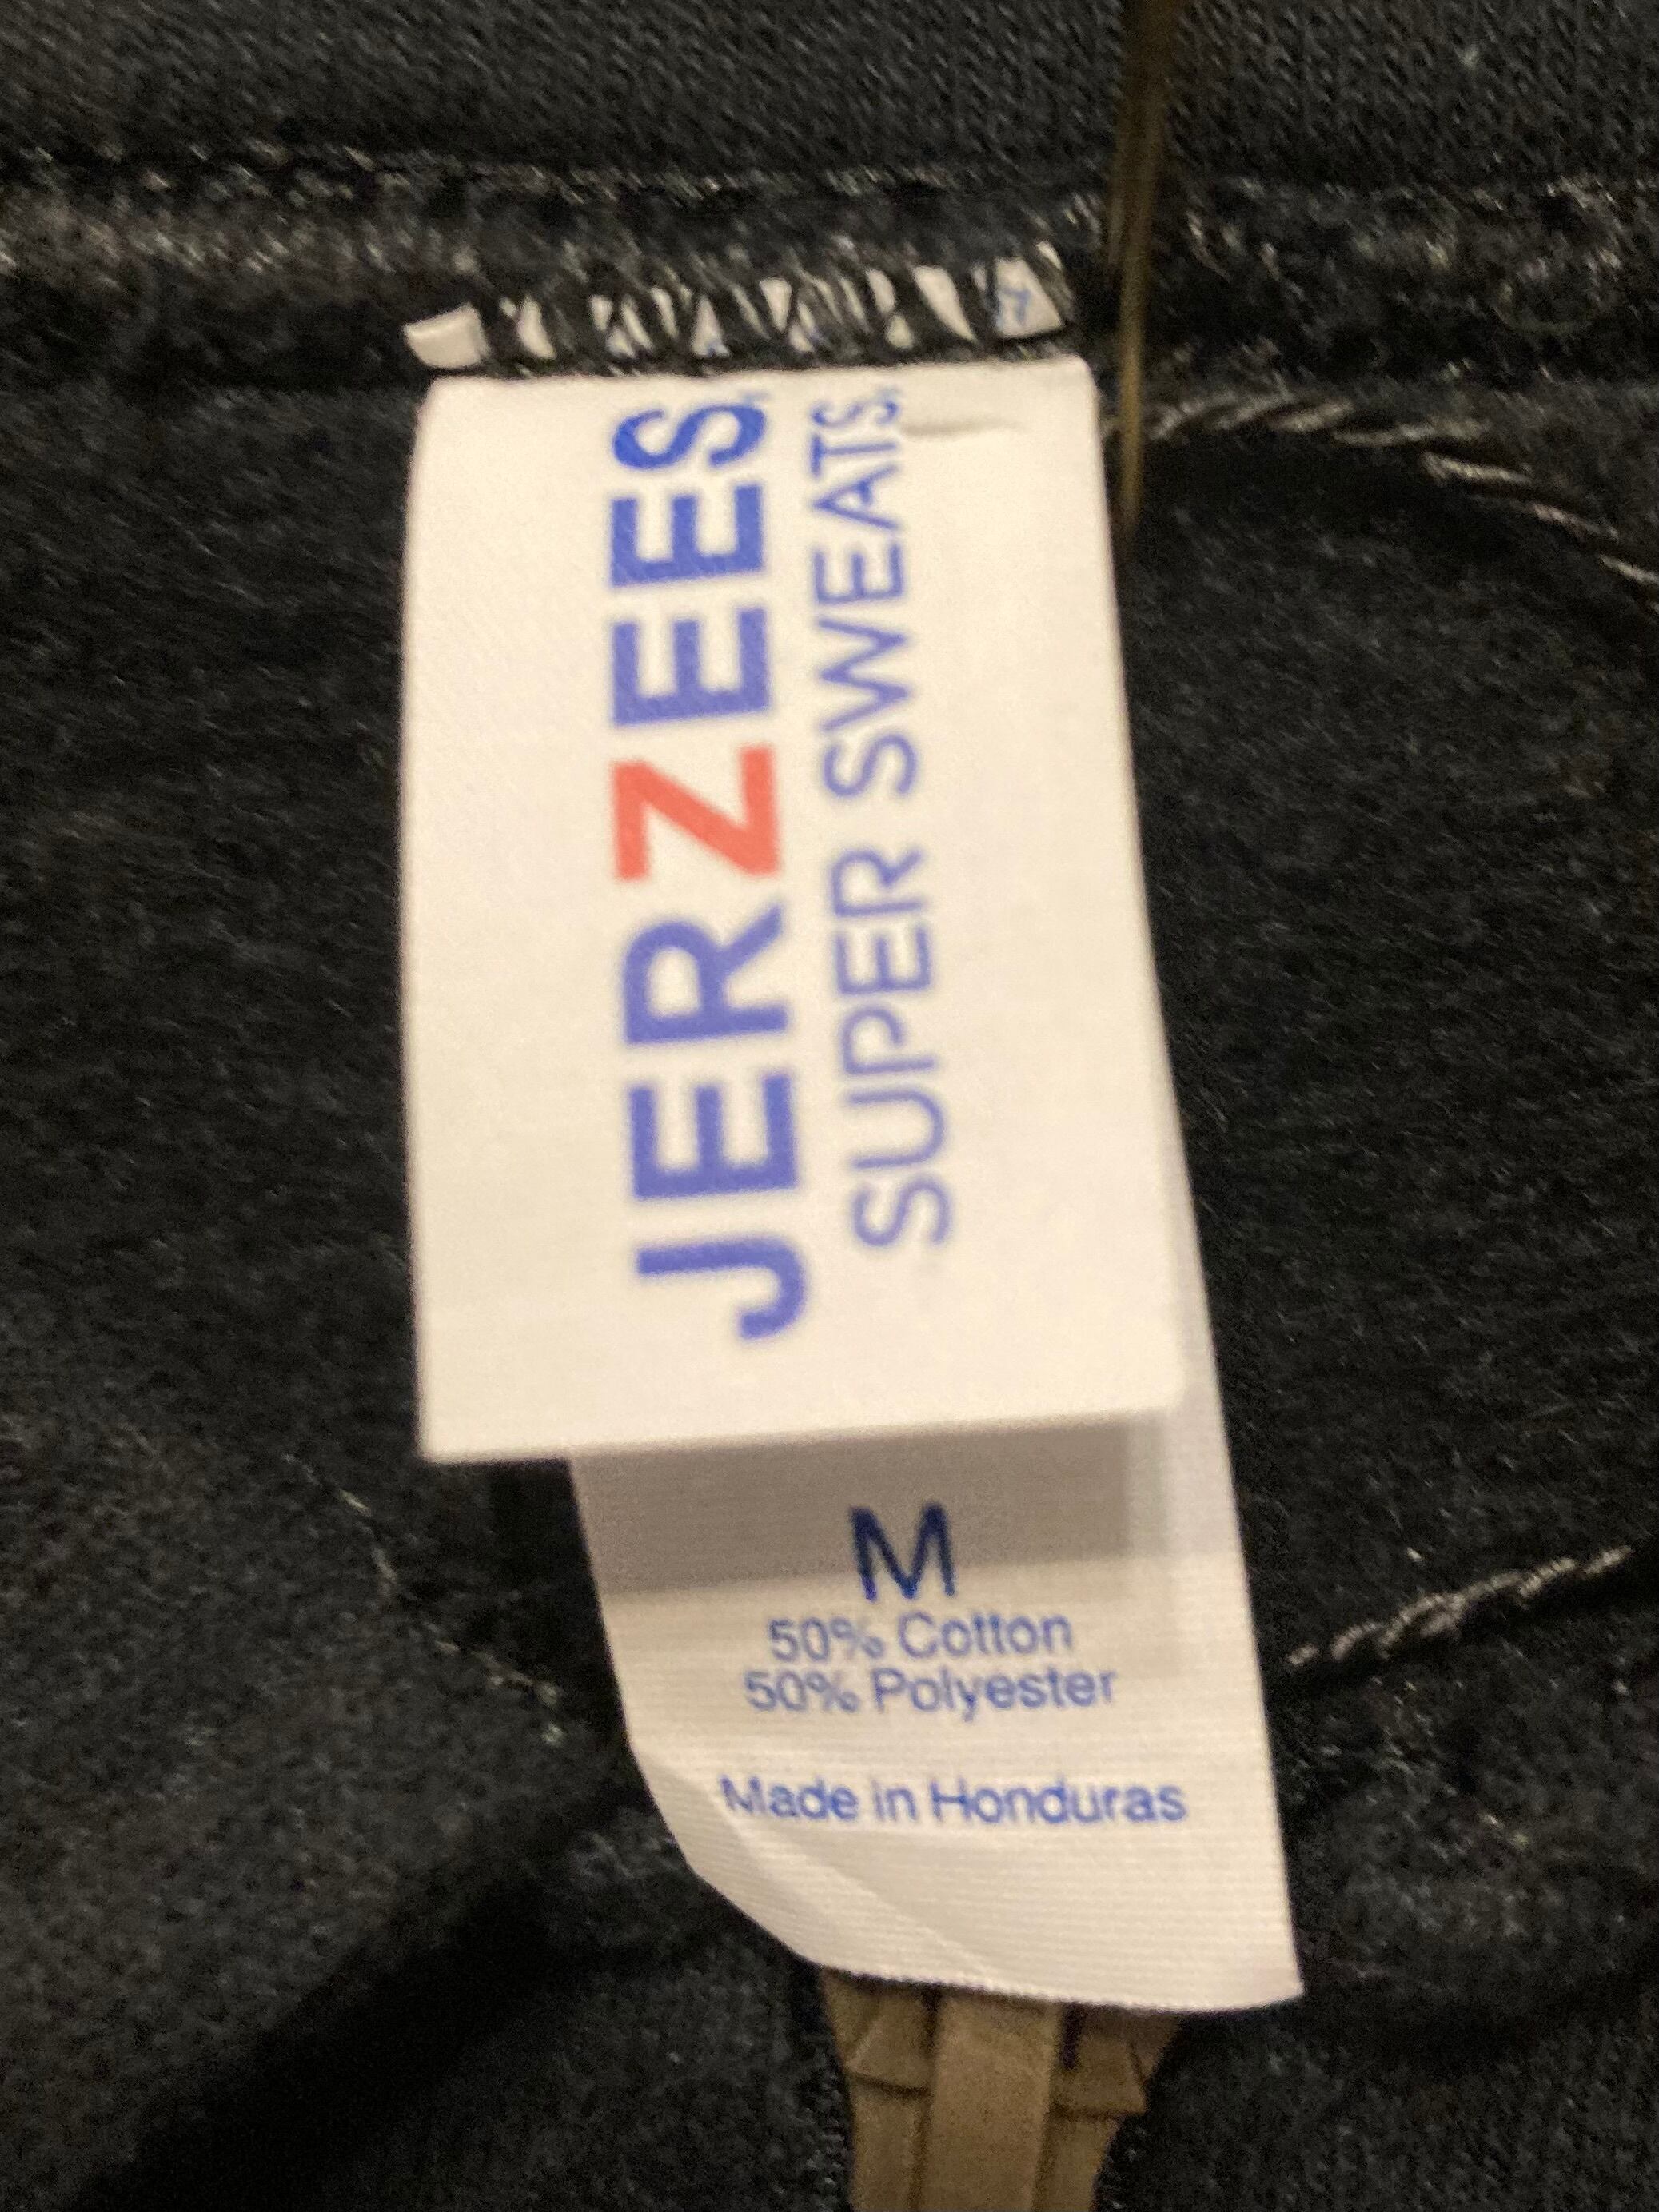 JERZEES
SUPER SWEATS
M
50% Cotton
50% Polyester
Made in Honduras